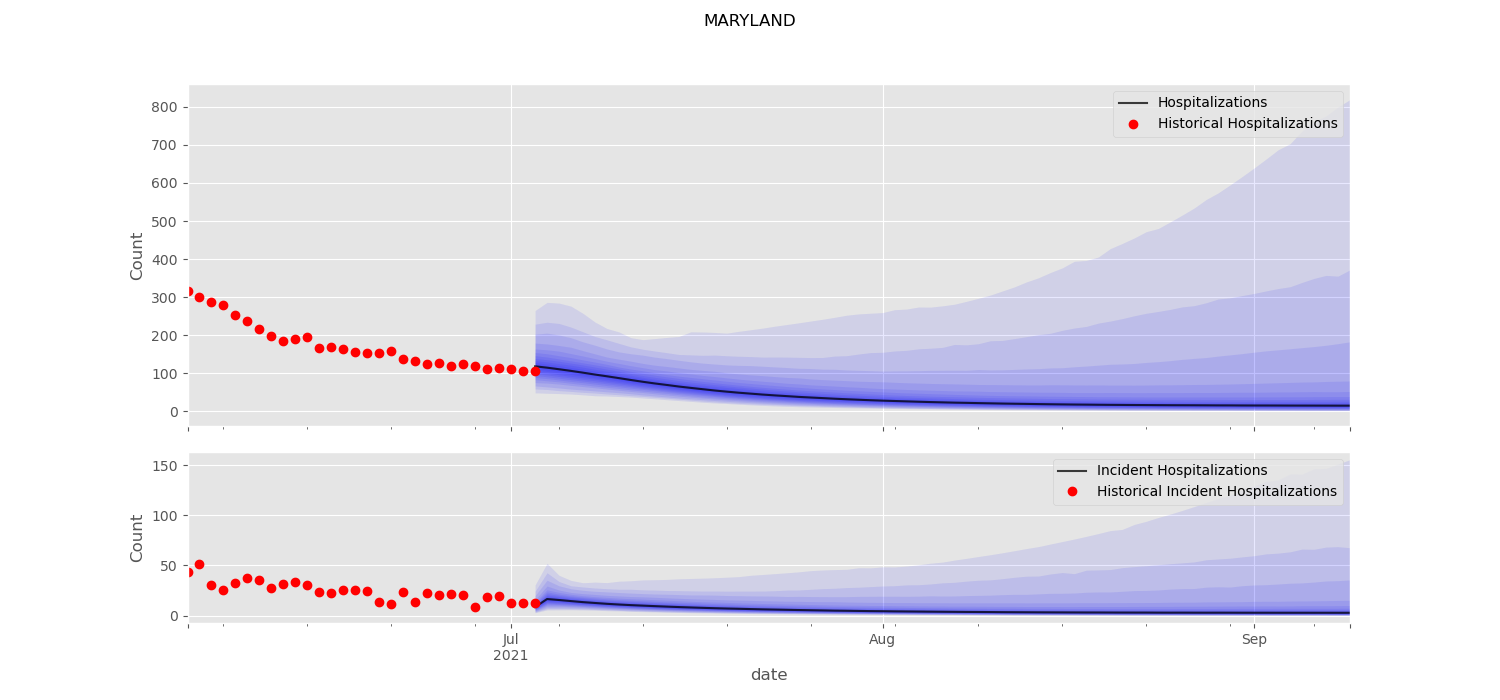 MARYLAND
800
700
600
500
400
300
200
100
0
Count
Hospitalizations
Historical Hospitalizations
150
100
50
0
Count
Incident Hospitalizations
Historical Incident Hospitalizations
Jul
2021
Aug
Sep
date